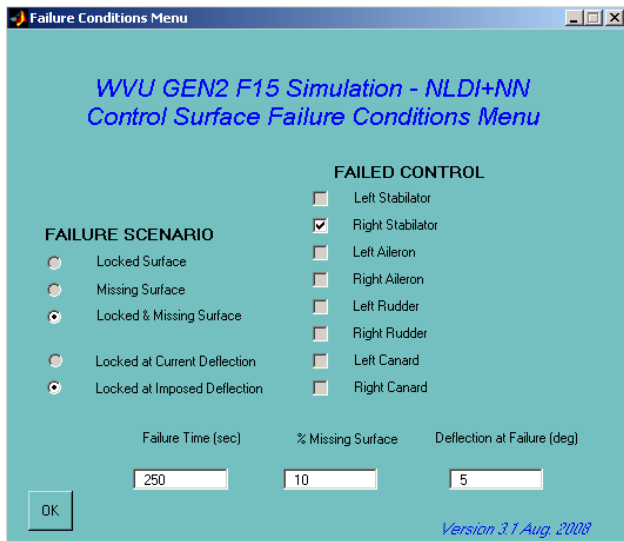 Failure Conditions Menu
WVU GEN2 F15 Simulation - NLDI+NN
Control Surface Failure Conditions Menu
FAILED CONTROL
Left Stabilator
Right Stabilator
Left Aileron
Right Aileron
Left Rudder
Right Rudder
Left Canard
Right Canard
FAILURE SCENARIO
Locked Surface
Missing Surface
Locked & Missing Surface
Locked at Current Deflection
Locked at Imposed Deflection
Failure Time (sec)
% Missing Surface
Deflection at Failure (deg)
250
10
5
OK
Version 3.1 Aug. 2008